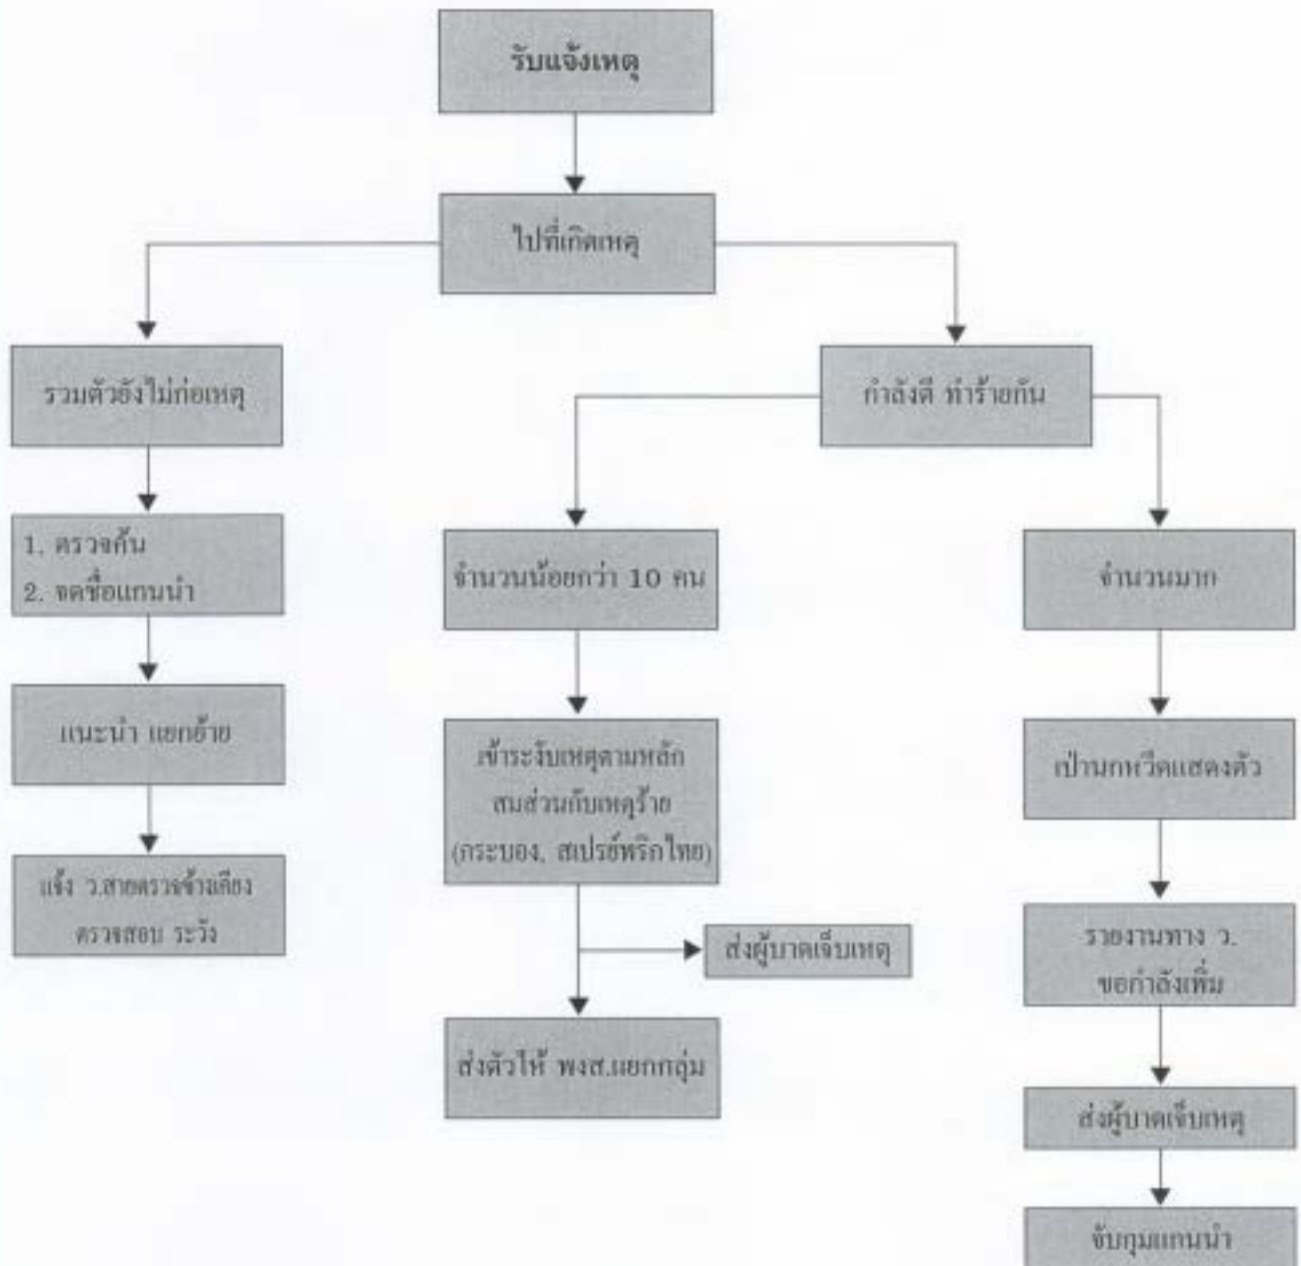 รับแจ้งเหตุ
ไปที่เกิดเหตุ
รวมตัวยังไม่ก่อเหตุ
1. ตรวจค้น
2. จดชื่อแกนนำ
แนะนำ แยกย้าย
แจ้ง ว.สายตรวจข้างเคียง
ตรวจสอบ ระวัง
กำลังตี ทำร้ายกัน
จำนวนน้อยกว่า 10 คน
เข้าระงับเหตุตามหลัก
สมส่วนกับเหตุร้าย
(กระบอง, สเปรย์พริกไทย)
ส่งผู้บาดเจ็บเหตุ
ส่งตัวให้ พงส.แยกกลุ่ม
จำนวนมาก
เป่านกหวีดแสดงตัว
รายงานทาง ว.
ขอกำลังเพิ่ม
ส่งผู้บาดเจ็บเหตุ
จับกุมแกนนำ